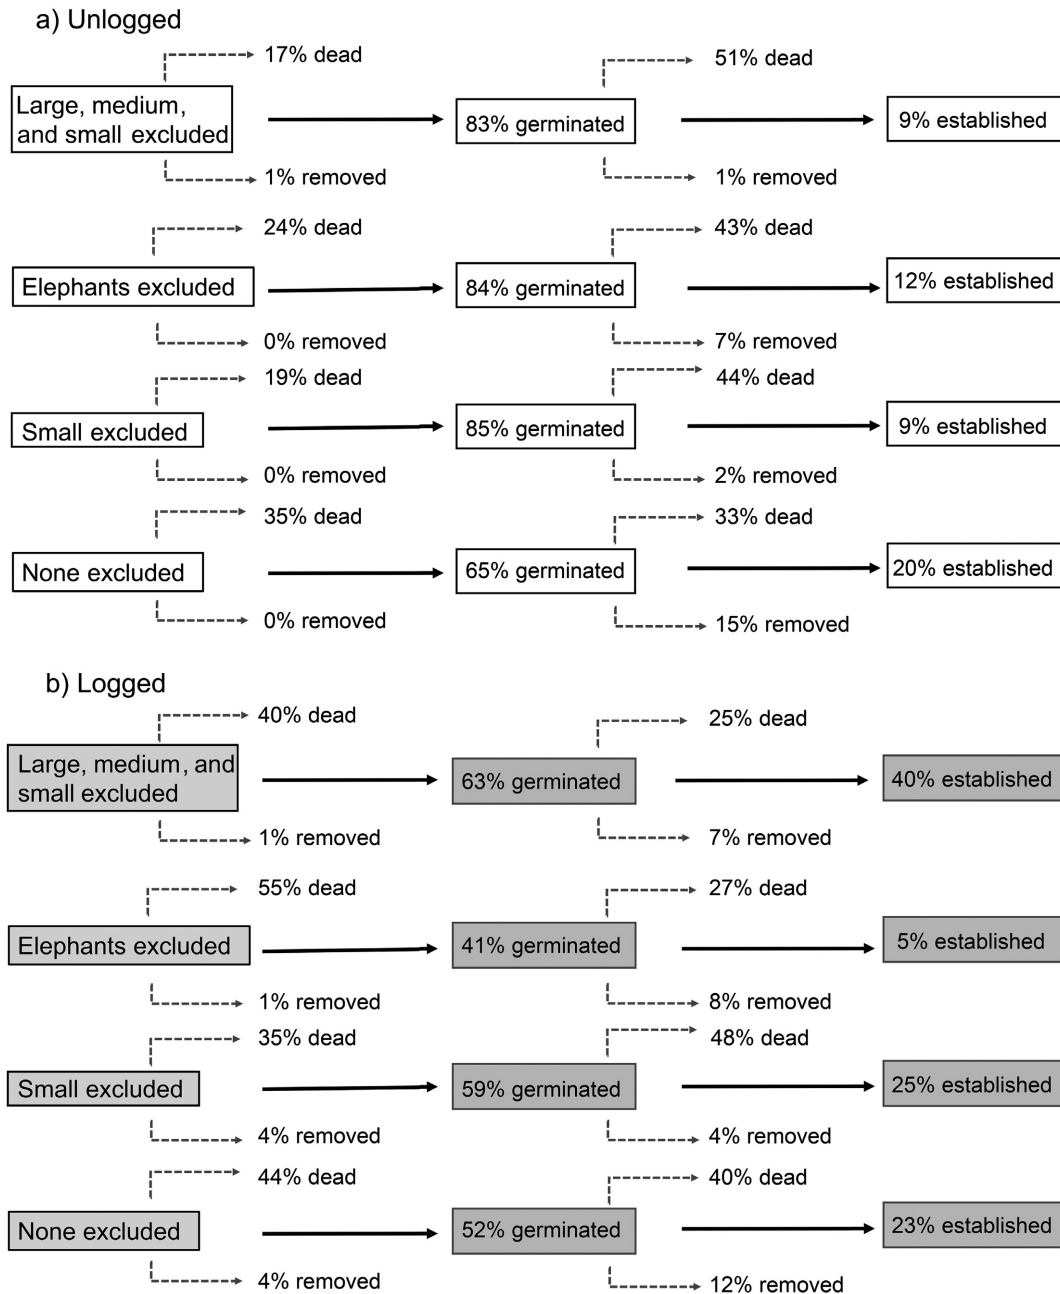 a) Unlogged
17% dead
51% dead
Large, medium,
and small excluded
83% germinated
9% established
1% removed
1% removed
24% dead
43% dead
Elephants excluded
84% germinated
12% established
0% removed
7% removed
19% dead
44% dead
Small excluded
85% germinated
9% established
0% removed
2% removed
35% dead
33% dead
None excluded
65% germinated
20% established
0% removed
15% removed
b) Logged
40% dead
25% dead
Large, medium, and
small excluded
63% germinated
40% established
1% removed
7% removed
55% dead
27% dead
Elephants excluded
41% germinated
5% established
1% removed
8% removed
35% dead
48% dead
Small excluded
59% germinated
25% established
4% removed
4% removed
44% dead
40% dead
None excluded
52% germinated
23% established
4% removed
12% removed